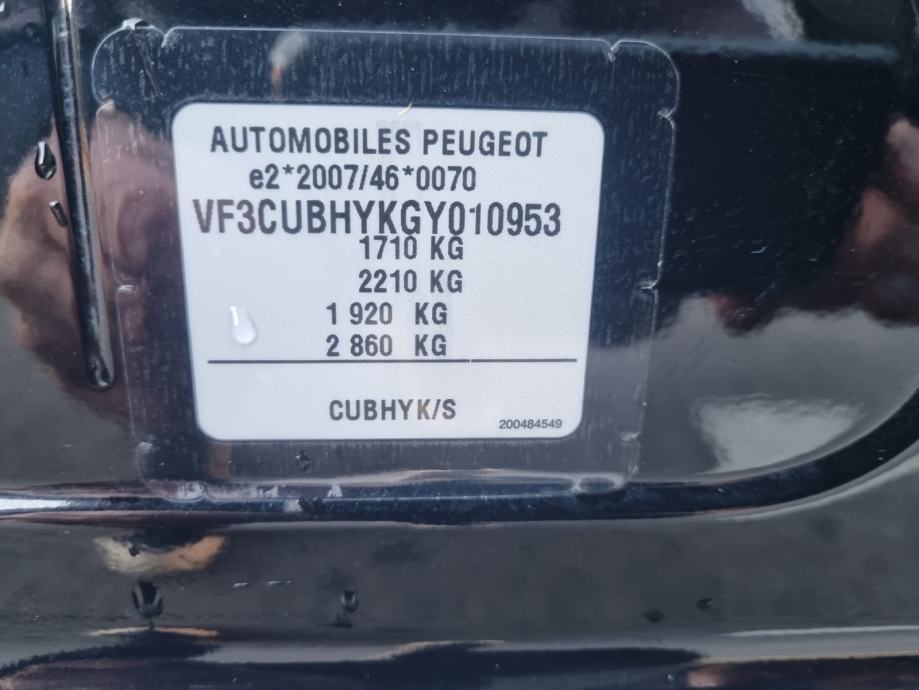 AUTOMOBILES PEUGEOT
e2*2007/46*0070
VF3CUBHYKGY010953
1710 KG
2210 KG
1 920 KG
2 860 KG
CUBHYK/S
200484549